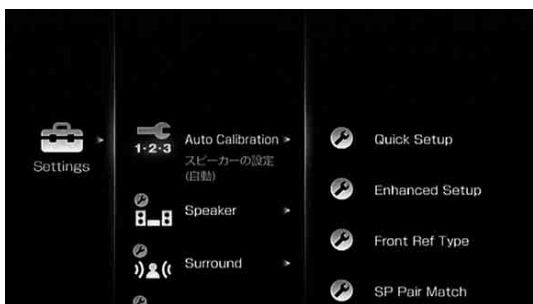 Settings
1·2·3
Auto Calibration
スピーカーの設定
(自動)
Speaker
Surround
Quick Setup
Enhanced Setup
Front Ref Type
SP Pair Match